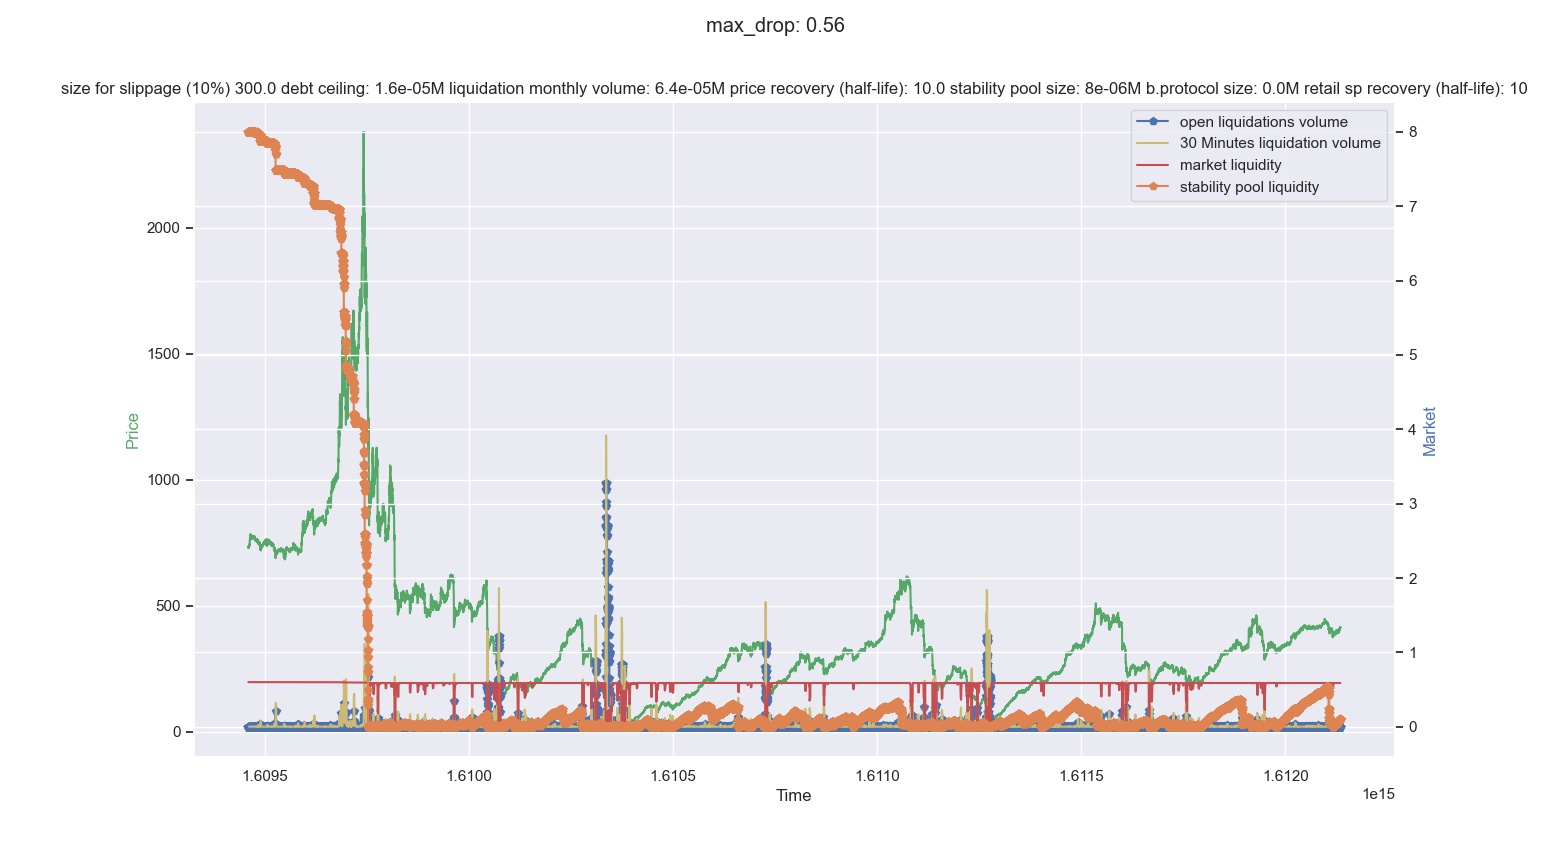 max_drop: 0.56
size for slippage (10%) 300.0 debt ceiling: 1.6e-05M liquidation monthly volume: 6.4e-05M price recovery (half-life): 10.0 stability pool size: 8e-06M b.protocol size: 0.0M retail sp recovery (half-life): 10
open liquidations volume
30 Minutes liquidation volume
market liquidity
stability pool liquidity
2000
1500
1000
500
0
Price
8
7
6
5
4
3
2
1
0
Market
1.6095 1.6100 1.6105 1.6110 1.6115 1.6120
Time
1e15